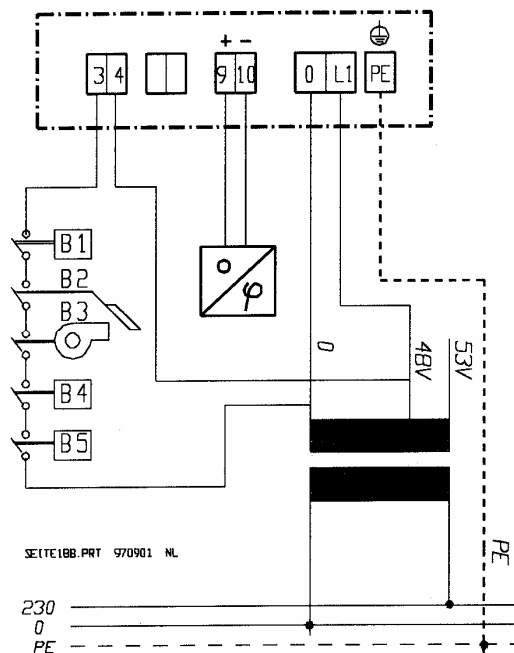 + −
3 4 9 10 0 L1 PE
B1
B2
φ
B3
0 48V 53V
B4
B5
PE
SEITE1BB.PRT 970901 NL
230
0
PE